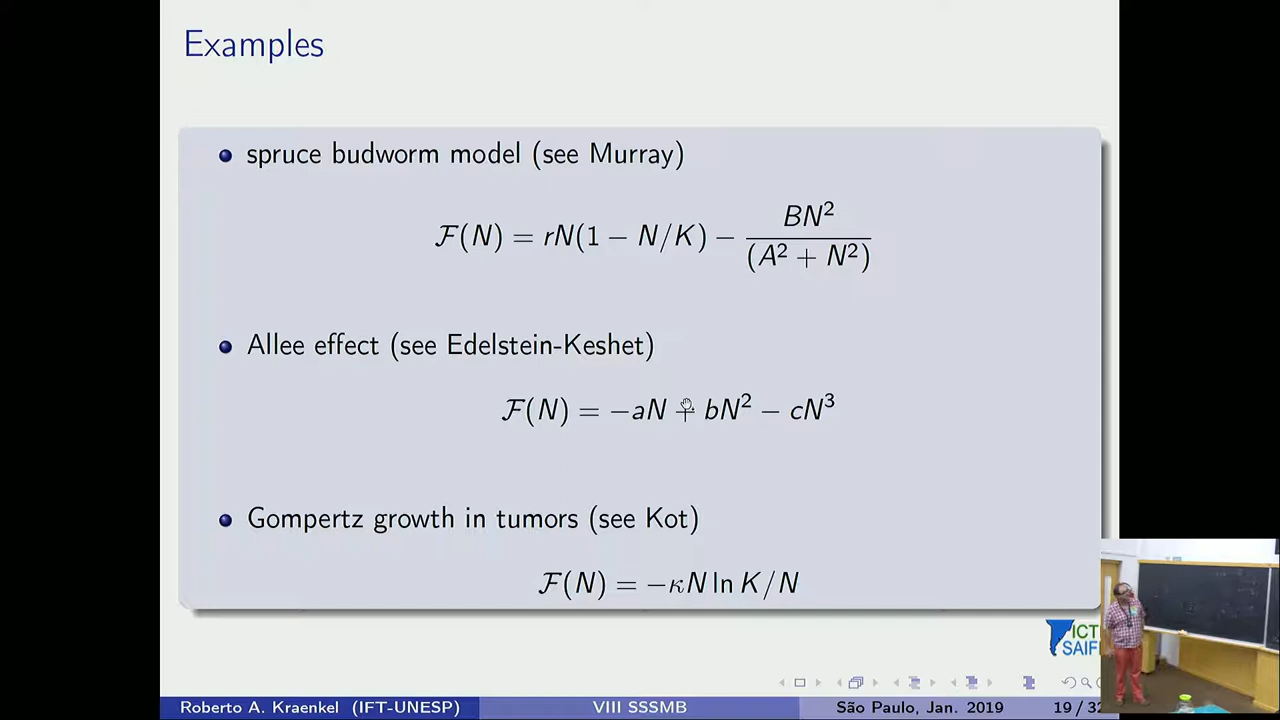 Examples
spruce budworm model (see Murray)
F(N) = rN(1 − N/K) − BN² / (A² + N²)
Allee effect (see Edelstein-Keshet)
F(N) = −aN + bN² − cN³
Gompertz growth in tumors (see Kot)
F(N) = −κN ln K/N
ICT
SAIF
Roberto A. Kraenkel (IFT-UNESP) VIII SSSMB São Paulo, Jan. 2019 19 / 32